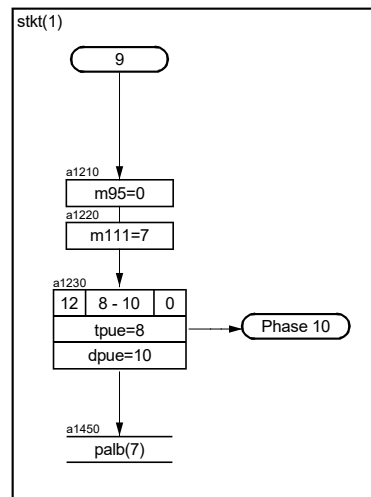 stkt(1)
9
a1210
m95=0
a1220
m111=7
a1230
12 8 - 10 0
tpue=8
Phase 10
dpue=10
a1450
palb(7)